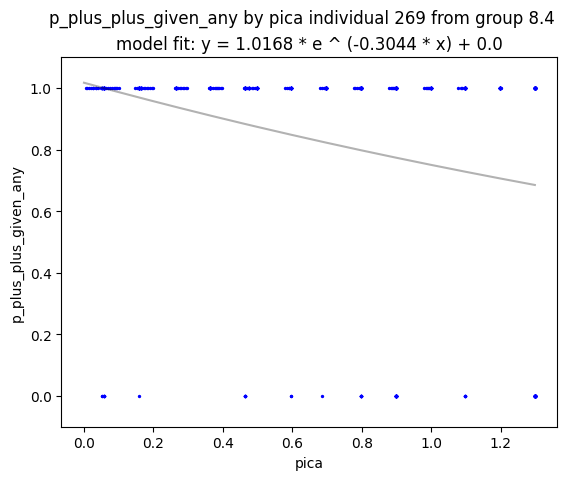 p_plus_plus_given_any by pica individual 269 from group 8.4
model fit: y = 1.0168 * e ^ (-0.3044 * x) + 0.0
p_plus_plus_given_any
1.0
0.8
0.6
0.4
0.2
0.0
0.0 0.2 0.4 0.6 0.8 1.0 1.2
pica